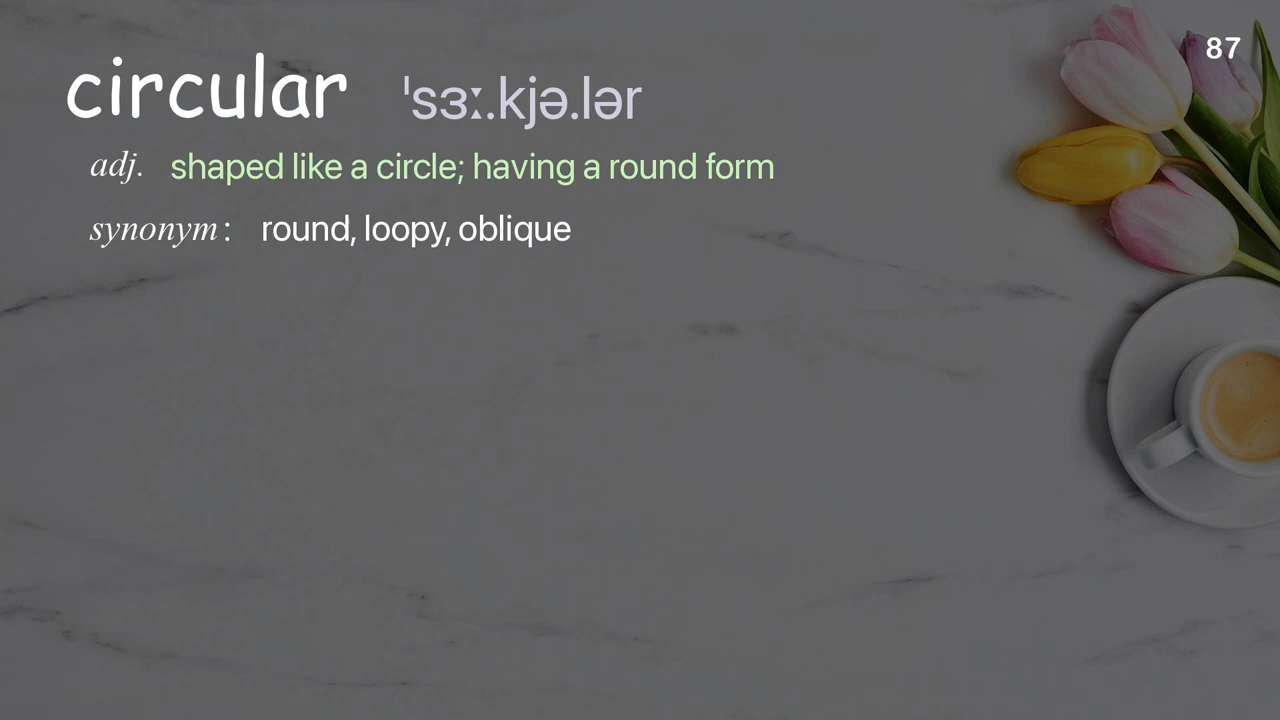 87
circular ˈsɜː.kjə.lər
adj. shaped like a circle; having a round form
synonym: round, loopy, oblique